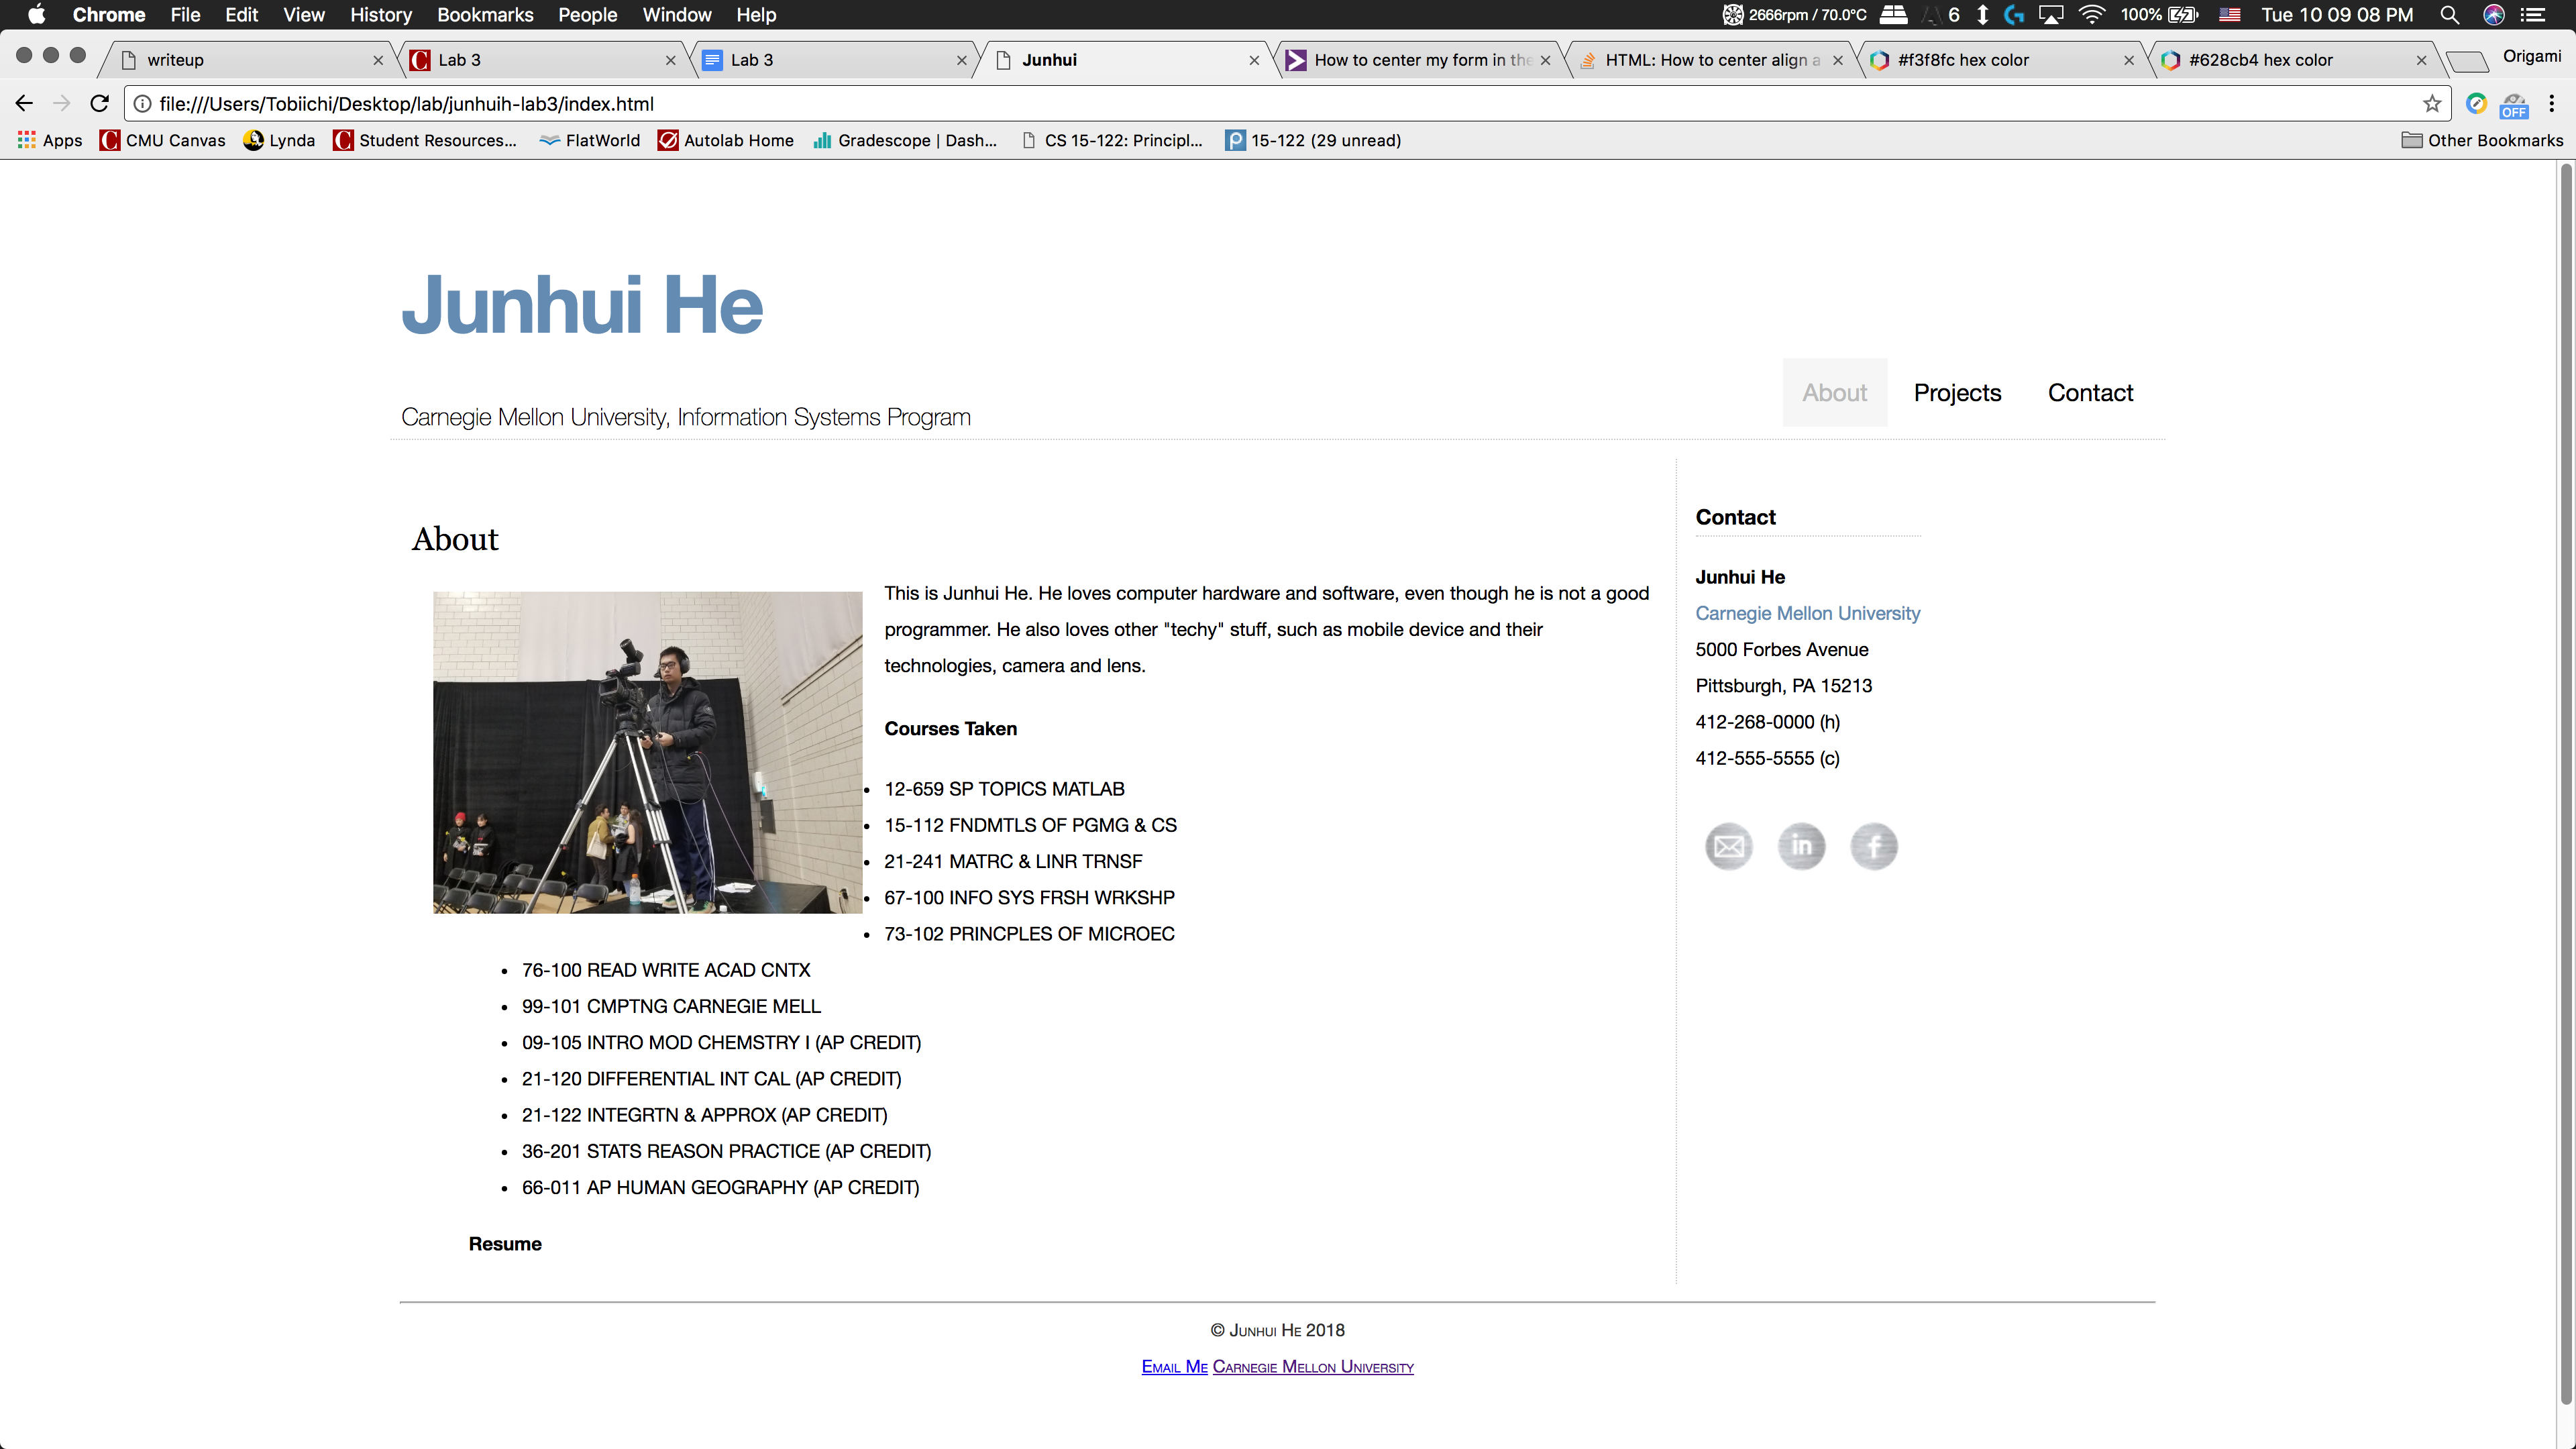 Chrome File Edit View History Bookmarks People Window Help 2666rpm / 70.0°C 6 100% Tue 10 09 08 PM
writeup Lab 3 Lab 3 Junhui How to center my form in the HTML: How to center align a #f3f8fc hex color #628cb4 hex color Origami
file:///Users/Tobiichi/Desktop/lab/junhuih-lab3/index.html OFF
Apps CMU Canvas Lynda Student Resources... FlatWorld Autolab Home Gradescope | Dash... CS 15-122: Principl... 15-122 (29 unread) Other Bookmarks
Junhui He
Carnegie Mellon University, Information Systems Program
About Projects Contact
About
This is Junhui He. He loves computer hardware and software, even though he is not a good
programmer. He also loves other "techy" stuff, such as mobile device and their
technologies, camera and lens.
Courses Taken
• 12-659 SP TOPICS MATLAB
• 15-112 FNDMTLS OF PGMG & CS
• 21-241 MATRC & LINR TRNSF
• 67-100 INFO SYS FRSH WRKSHP
• 73-102 PRINCPLES OF MICROEC
• 76-100 READ WRITE ACAD CNTX
• 99-101 CMPTNG CARNEGIE MELL
• 09-105 INTRO MOD CHEMSTRY I (AP CREDIT)
• 21-120 DIFFERENTIAL INT CAL (AP CREDIT)
• 21-122 INTEGRTN & APPROX (AP CREDIT)
• 36-201 STATS REASON PRACTICE (AP CREDIT)
• 66-011 AP HUMAN GEOGRAPHY (AP CREDIT)
Resume
Contact
Junhui He
Carnegie Mellon University
5000 Forbes Avenue
Pittsburgh, PA 15213
412-268-0000 (h)
412-555-5555 (c)
in f
© Junhui He 2018
Email Me Carnegie Mellon University